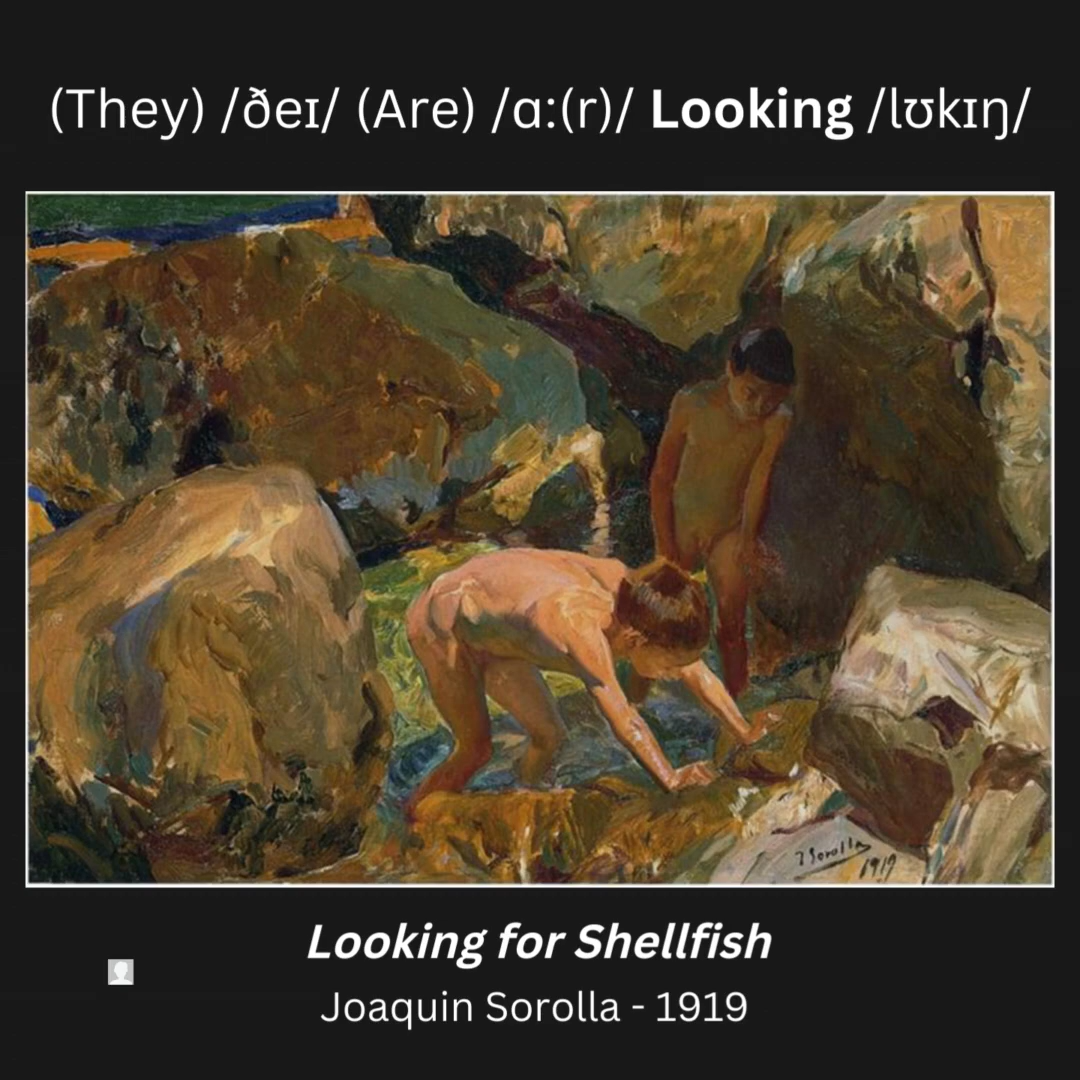 (They) /ðeɪ/ (Are) /ɑ:(r)/ Looking /lʊkɪŋ/
J Sorolla
1919
Looking for Shellfish
Joaquin Sorolla - 1919